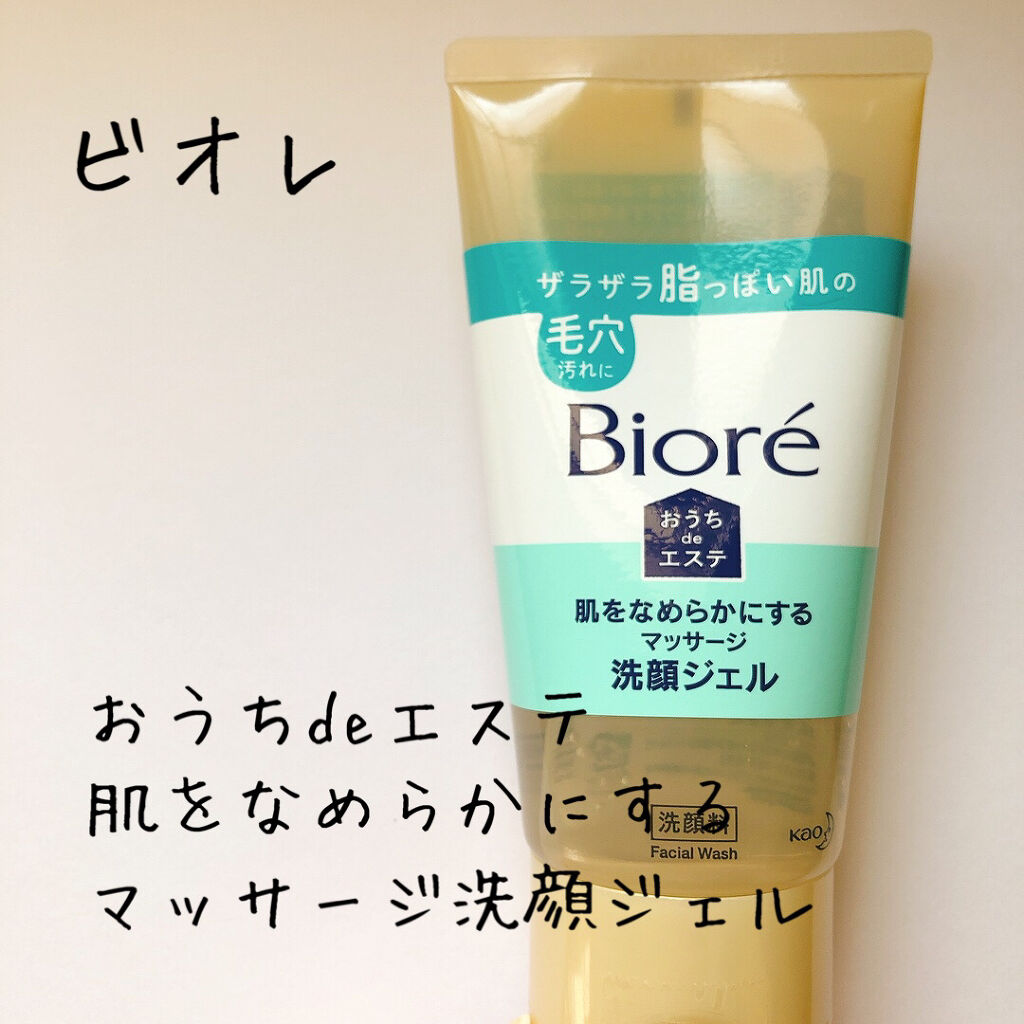 ビオレ
ザラザラ脂っぽい肌の
毛穴
汚れに
Bioré
おうち
de
エステ
肌をなめらかにする
マッサージ
洗顔ジェル
おうちdeエステ
肌をなめらかにする
マッサージ洗顔ジェル
洗顔料
Facial Wash
Kao